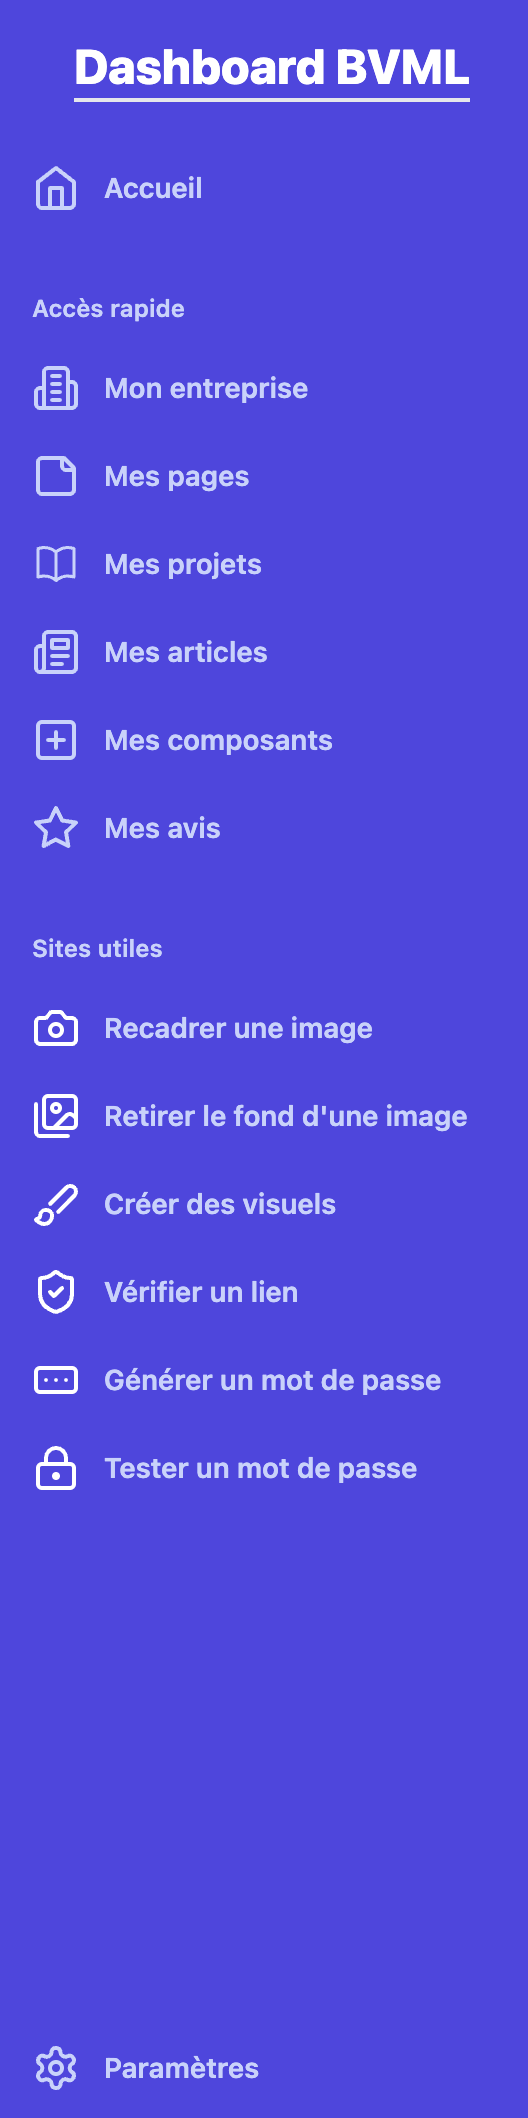 Dashboard BVML
Accueil
Accès rapide
Mon entreprise
Mes pages
Mes projets
Mes articles
Mes composants
Mes avis
Sites utiles
Recadrer une image
Retirer le fond d'une image
Créer des visuels
Vérifier un lien
Générer un mot de passe
Tester un mot de passe
Paramètres